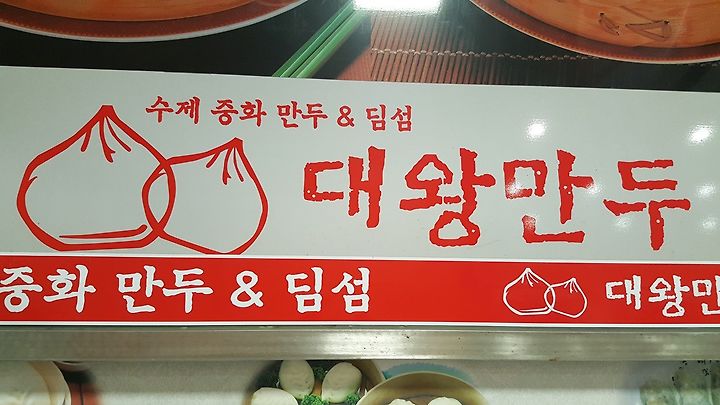 수제 중화 만두 & 딤섬
대왕만두
중화 만두 & 딤섬
대왕만